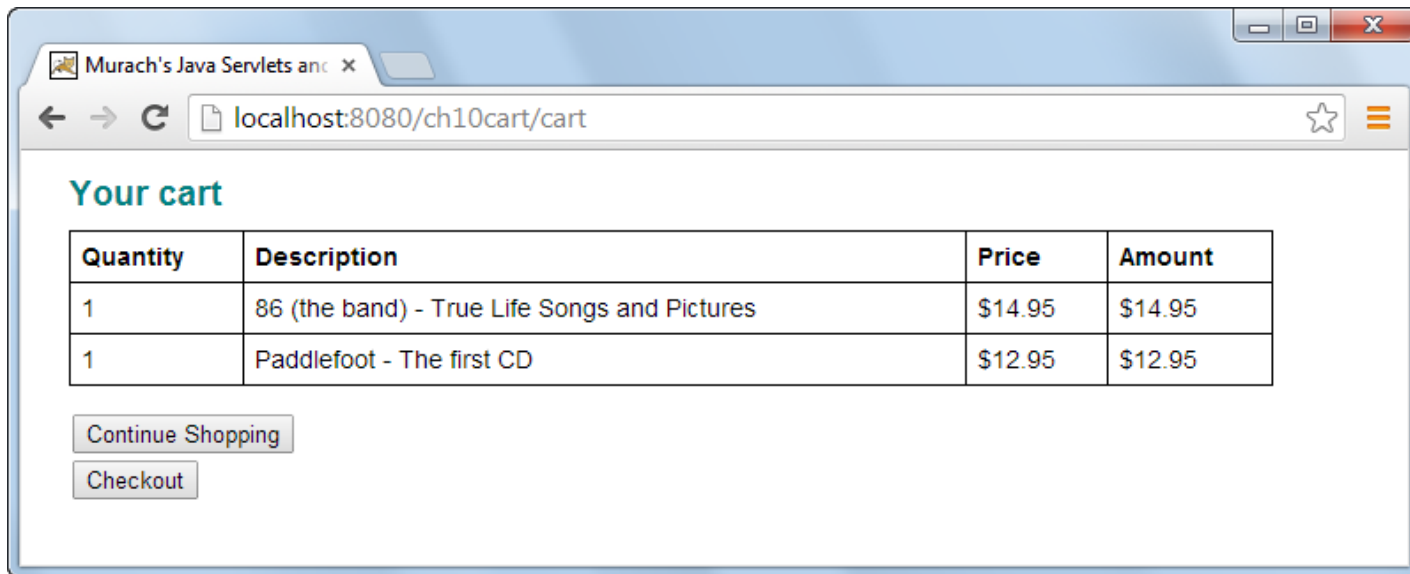 Murach's Java Servlets and
localhost:8080/ch10cart/cart
Your cart
Quantity Description Price Amount
1 86 (the band) - True Life Songs and Pictures $14.95 $14.95
1 Paddlefoot - The first CD $12.95 $12.95
Continue Shopping
Checkout